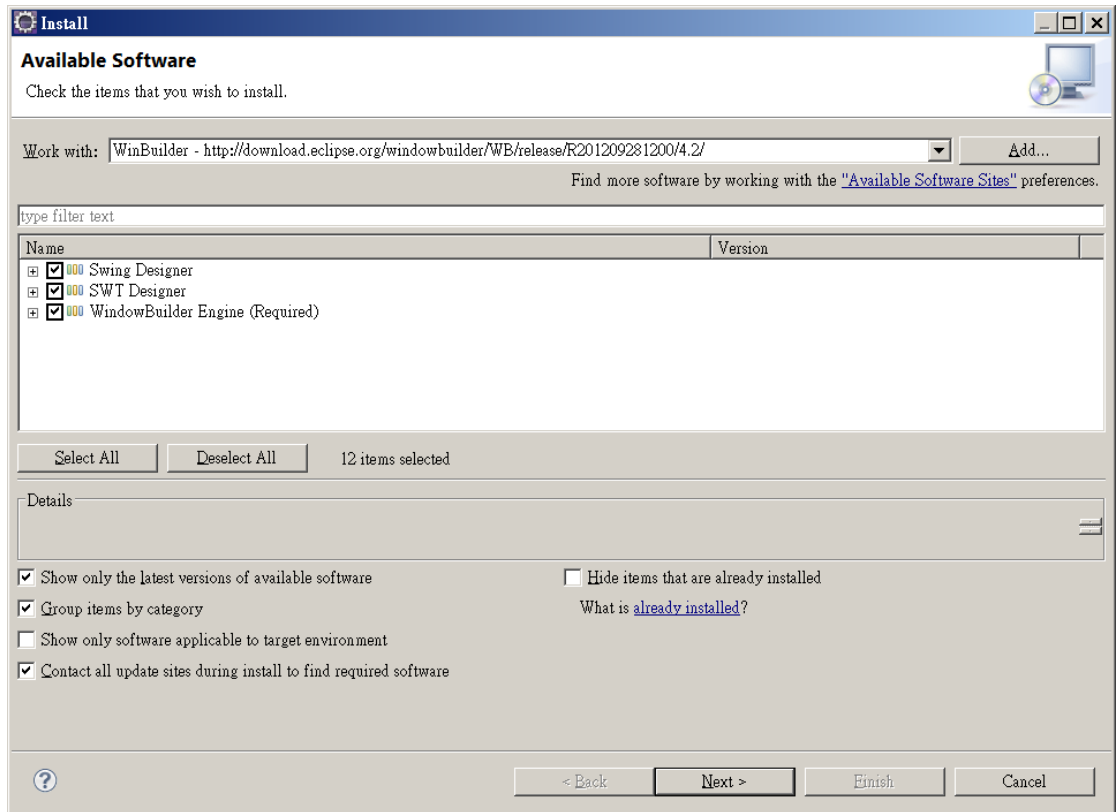 Install
Available Software
Check the items that you wish to install.
Work with: WinBuilder - http://download.eclipse.org/windowbuilder/WB/release/R201209281200/4.2/ Add...
Find more software by working with the "Available Software Sites" preferences.
type filter text
Name Version
Swing Designer
SWT Designer
WindowBuilder Engine (Required)
Select All Deselect All 12 items selected
Details
Show only the latest versions of available software Hide items that are already installed
Group items by category What is already installed?
Show only software applicable to target environment
Contact all update sites during install to find required software
? < Back Next > Finish Cancel